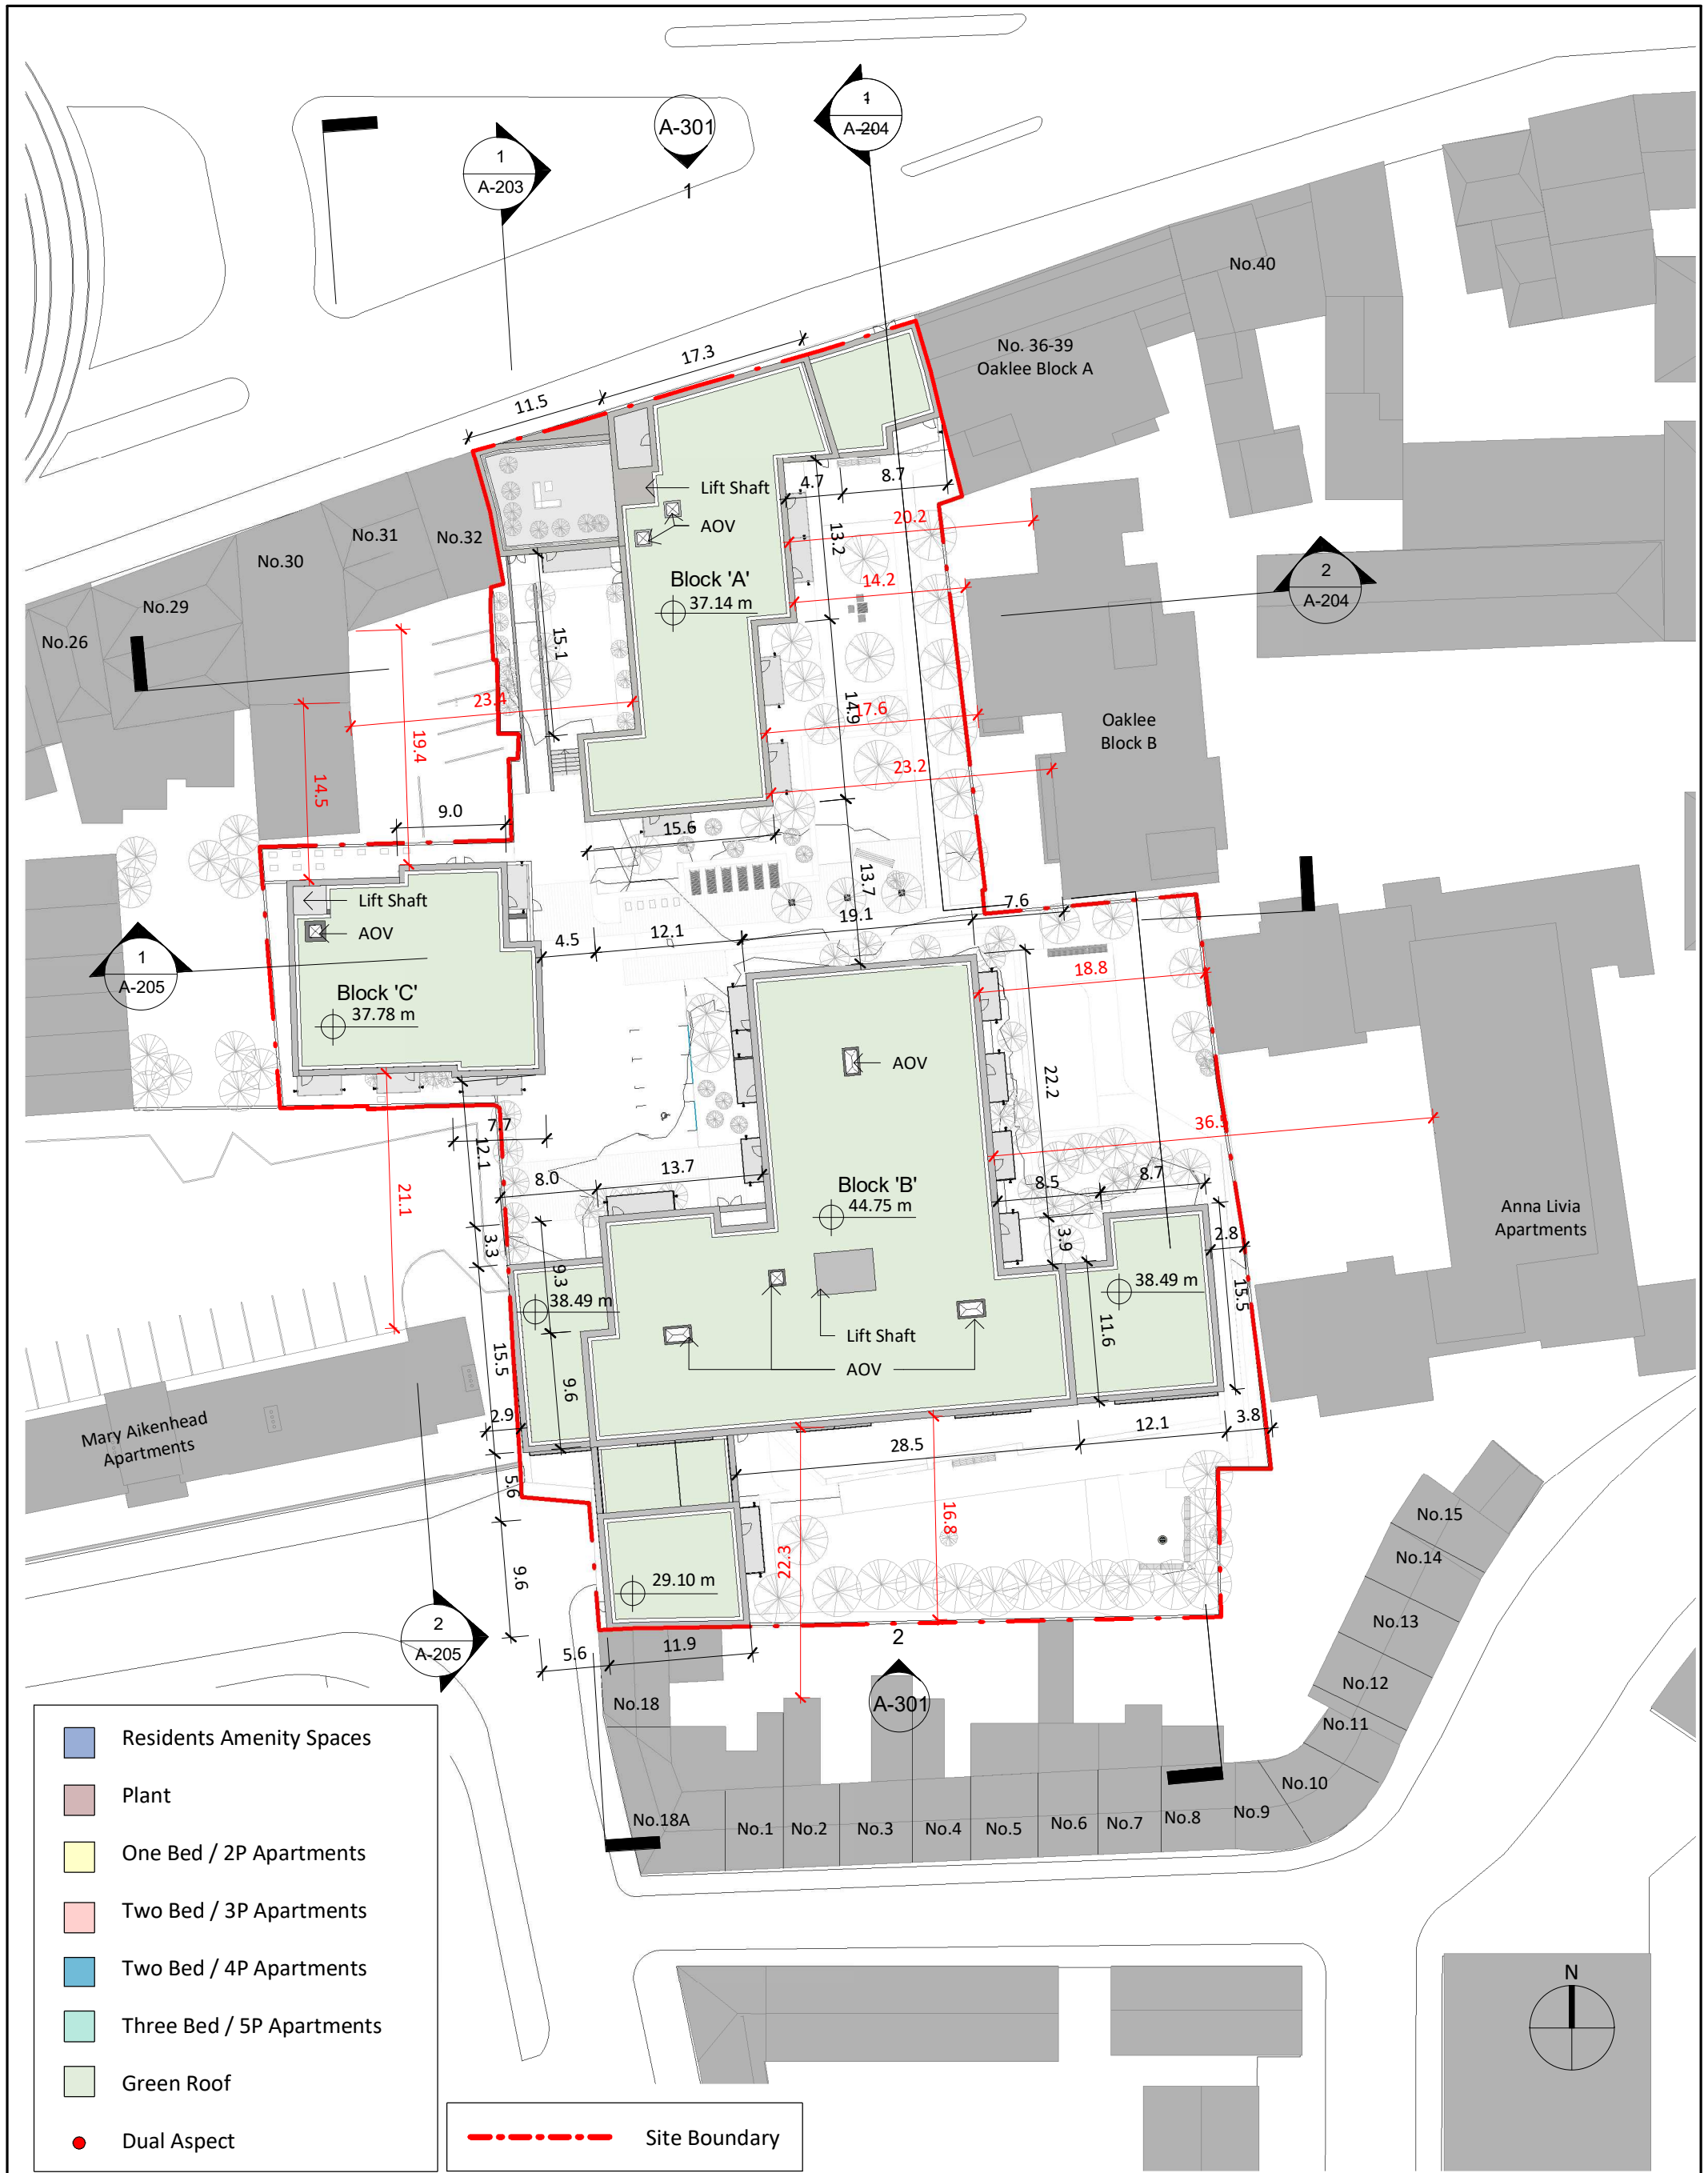 1
A-203
A-301
1
1
A-204
No.40
No. 36-39
Oaklee Block A
17.3
11.5
Lift Shaft
AOV
4.7
8.7
20.2
13.2
No.32
No.31
No.30
No.29
No.26
Block 'A'
37.14 m
14.2
2
A-204
15.1
23.4
14.9
17.6
Oaklee
Block B
19.4
14.5
23.2
9.0
15.6
13.7
Lift Shaft
AOV
7.6
19.1
12.1
4.5
1
A-205
Block 'C'
37.78 m
18.8
AOV
22.2
36.5
7.7
12.1
8.0
13.7
Block 'B'
44.75 m
8.5
8.7
21.1
Anna Livia
Apartments
3.3
3.9
2.8
9.3
38.49 m
38.49 m
15.5
Lift Shaft
11.6
AOV
15.5
9.6
Mary Aikenhead
Apartments
2.9
28.5
12.1
3.8
5.6
16.8
22.3
9.6
29.10 m
No.15
No.14
No.13
No.12
No.11
No.10
2
A-205
5.6
11.9
2
A-301
No.18
No.18A
No.1
No.2
No.3
No.4
No.5
No.6
No.7
No.8
No.9
Residents Amenity Spaces
Plant
One Bed / 2P Apartments
Two Bed / 3P Apartments
Two Bed / 4P Apartments
Three Bed / 5P Apartments
Green Roof
Dual Aspect
Site Boundary
N